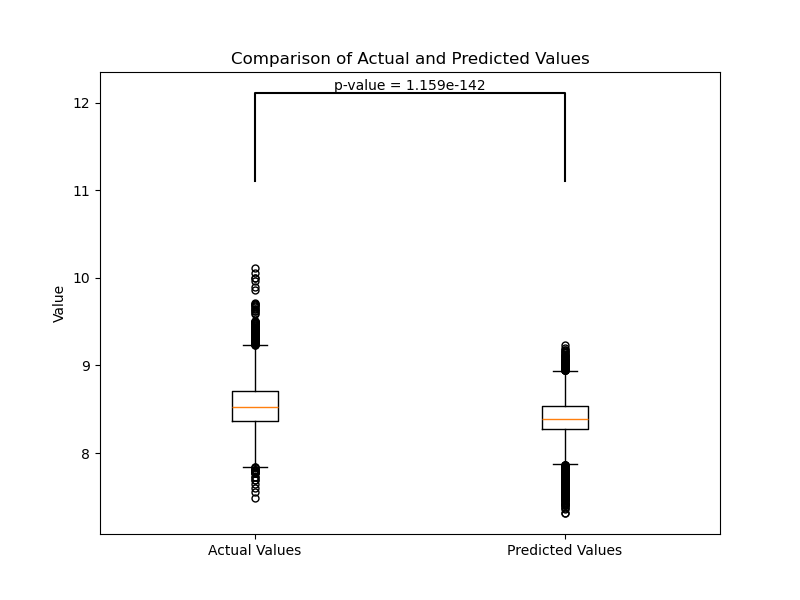 Comparison of Actual and Predicted Values
p-value = 1.159e-142
12
11
10
9
8
Value
Actual Values
Predicted Values